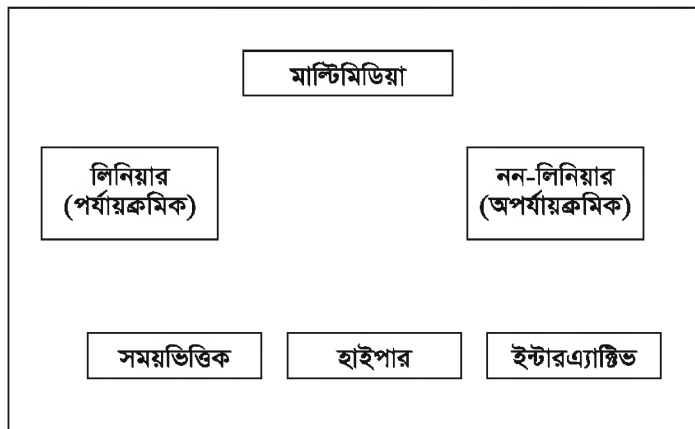 মাল্টিমিডিয়া
লিনিয়ার
(পর্যায়ক্রমিক)
নন-লিনিয়ার
(অপর্যায়ক্রমিক)
সময়ভিত্তিক
হাইপার
ইন্টারএ্যাক্টিভ